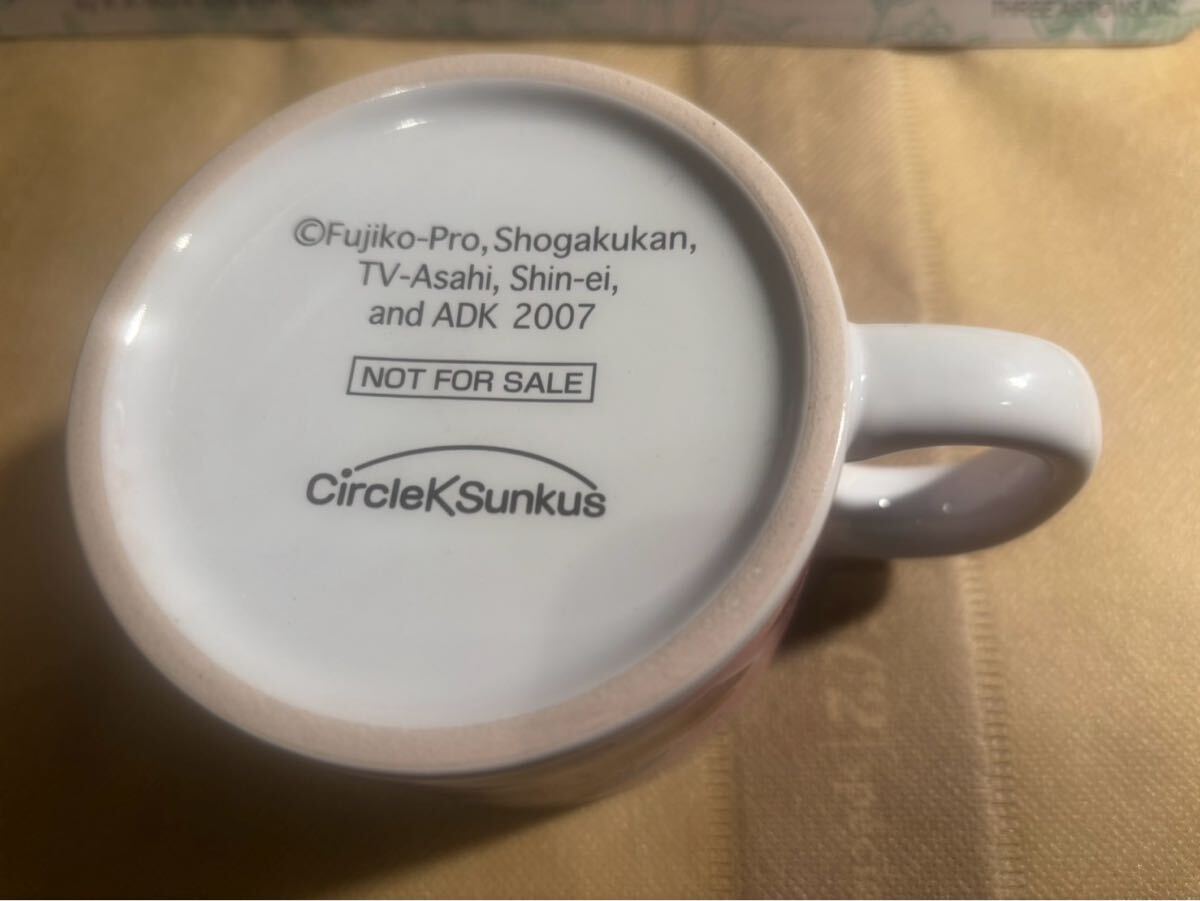 ©Fujiko-Pro, Shogakukan,
TV-Asahi, Shin-ei,
and ADK 2007
NOT FOR SALE
CircleKSunkus